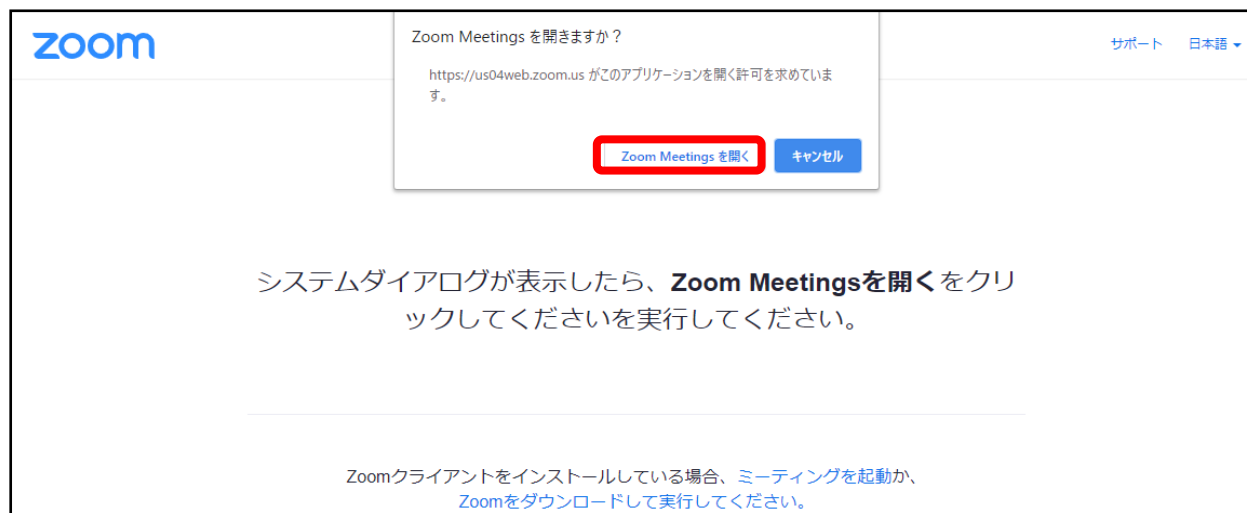 zoom
Zoom Meetings を開きますか？
サポート 日本語
https://us04web.zoom.us がこのアプリケーションを開く許可を求めていま
す。
Zoom Meetings を開く キャンセル
システムダイアログが表示したら、Zoom Meetingsを開くをクリ
ックしてくださいを実行してください。
Zoomクライアントをインストールしている場合、ミーティングを起動か、
Zoomをダウンロードして実行してください。